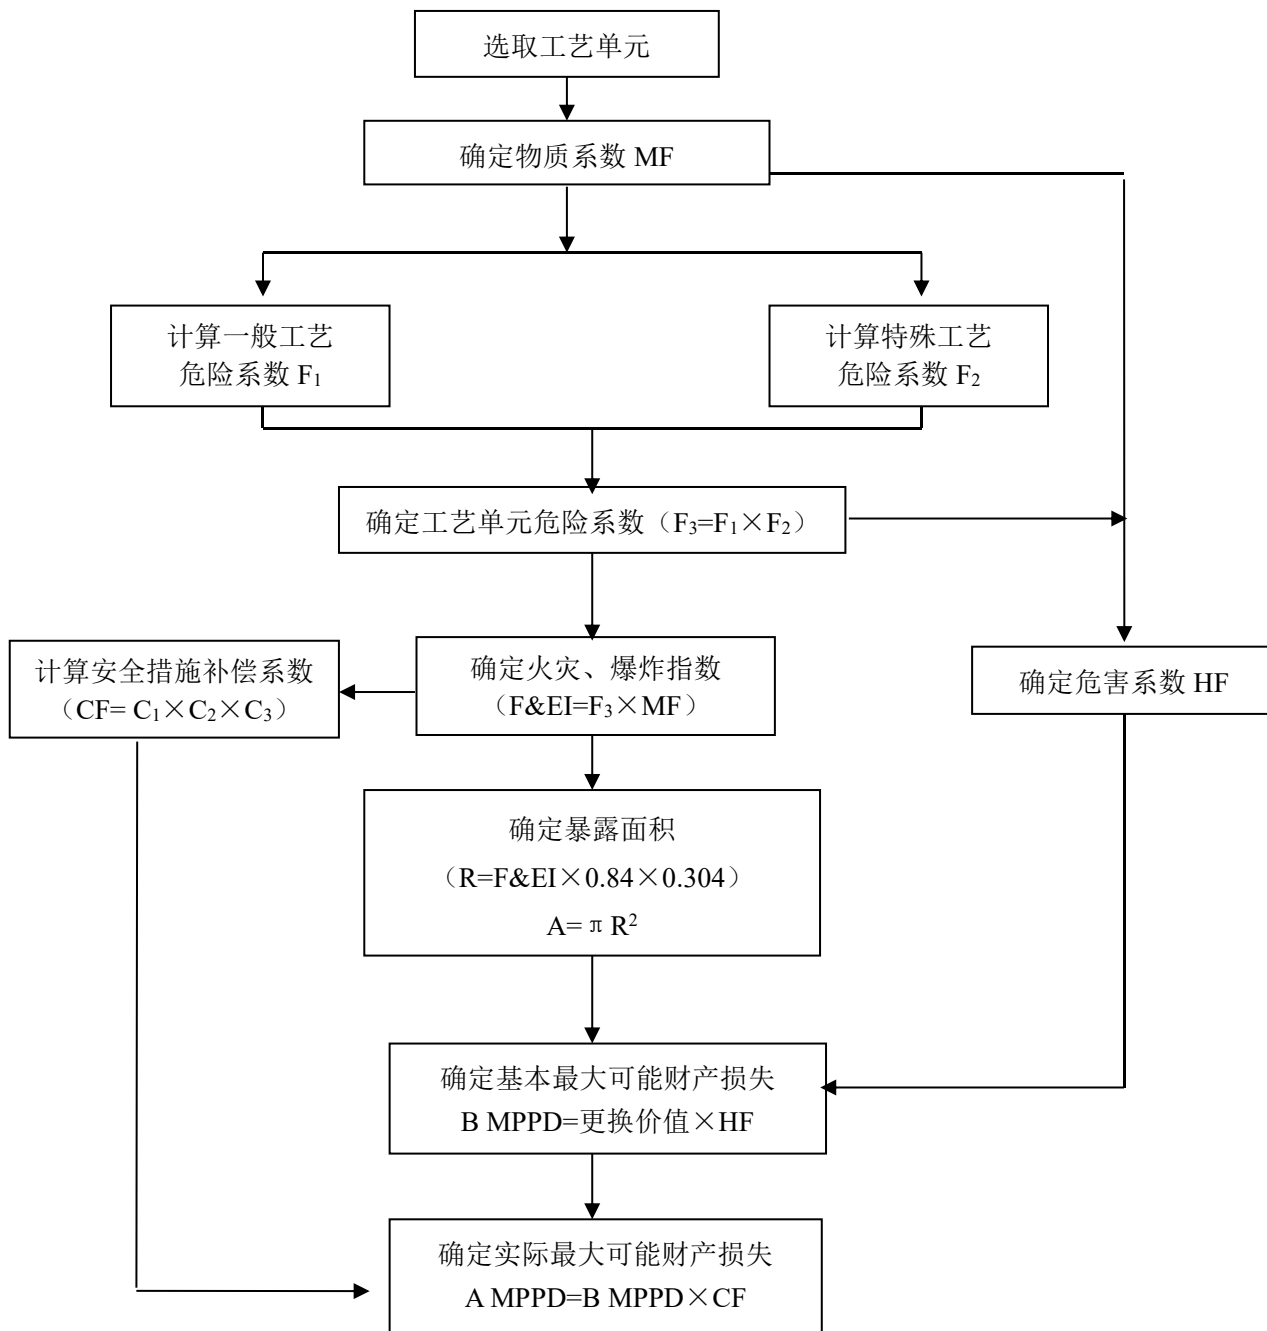 选取工艺单元
确定物质系数 MF
计算一般工艺
危险系数 F₁
计算特殊工艺
危险系数 F₂
确定工艺单元危险系数（F₃=F₁×F₂）
计算安全措施补偿系数
（CF= C₁×C₂×C₃）
确定火灾、爆炸指数
（F&EI=F₃×MF）
确定危害系数 HF
确定暴露面积
（R=F&EI×0.84×0.304）
A= π R²
确定基本最大可能财产损失
B MPPD=更换价值×HF
确定实际最大可能财产损失
A MPPD=B MPPD×CF